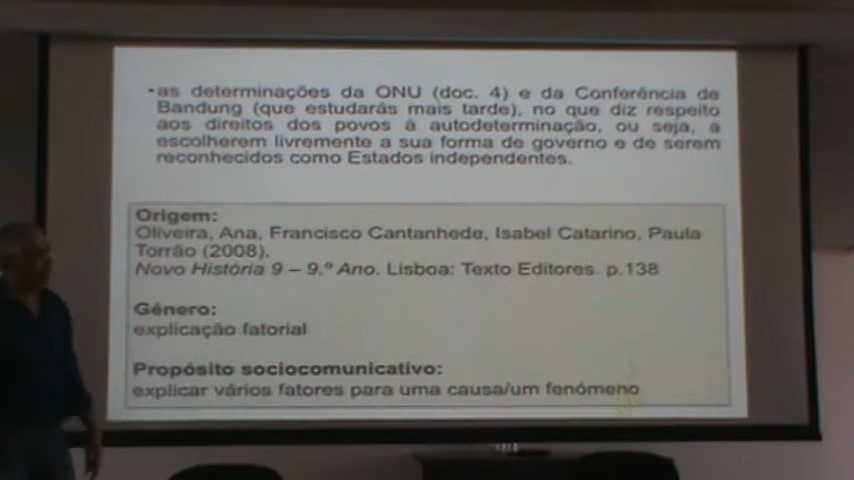 •as determinações da ONU (doc. 4) e da Conferência de
Bandung (que estudarás mais tarde), no que diz respeito
aos direitos dos povos à autodeterminação, ou seja, a
escolherem livremente a sua forma de governo e de serem
reconhecidos como Estados independentes.
Origem:
Oliveira, Ana, Francisco Cantanhede, Isabel Catarino, Paula
Torrão (2008).
Novo História 9 – 9.º Ano. Lisboa: Texto Editores. p.138
Género:
explicação fatorial
Propósito sociocomunicativo:
explicar vários fatores para uma causa/um fenómeno